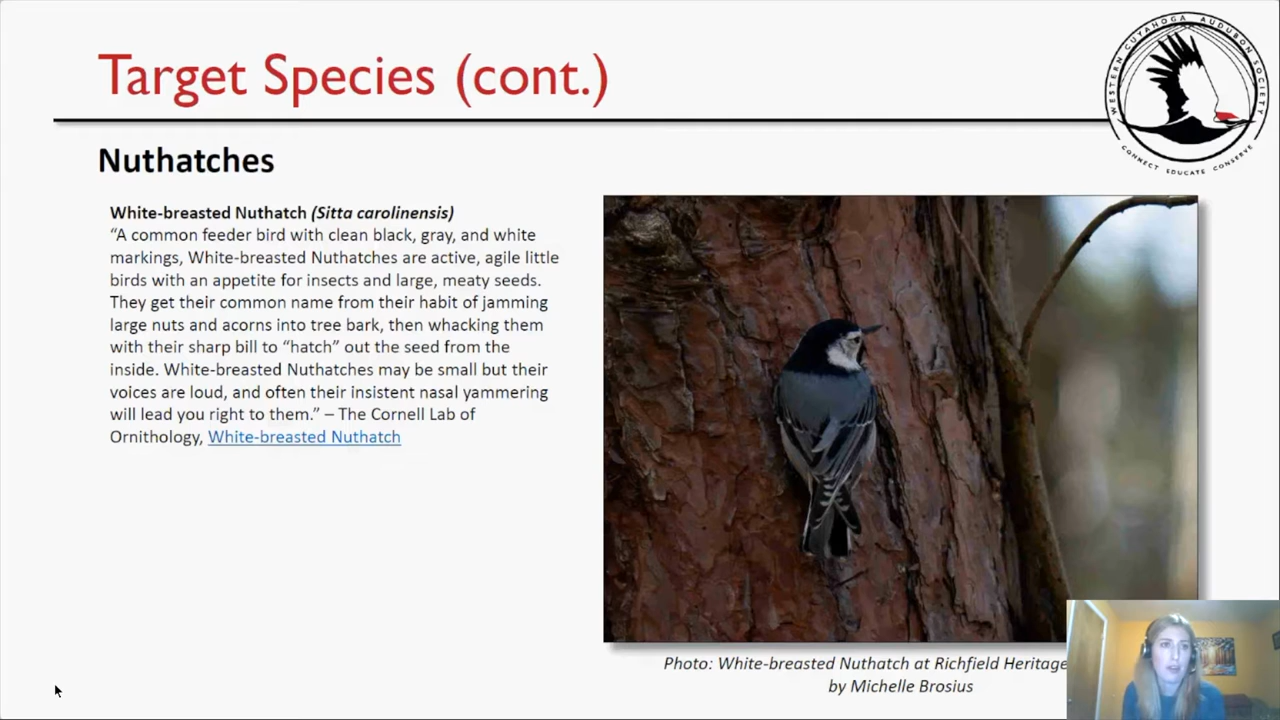 Target Species (cont.)
WESTERN CUYAHOGA AUDUBON SOCIETY
CONNECT EDUCATE CONSERVE
Nuthatches
White-breasted Nuthatch (Sitta carolinensis)
“A common feeder bird with clean black, gray, and white
markings, White-breasted Nuthatches are active, agile little
birds with an appetite for insects and large, meaty seeds.
They get their common name from their habit of jamming
large nuts and acorns into tree bark, then whacking them
with their sharp bill to “hatch” out the seed from the
inside. White-breasted Nuthatches may be small but their
voices are loud, and often their insistent nasal yammering
will lead you right to them.” – The Cornell Lab of
Ornithology, White-breasted Nuthatch
Photo: White-breasted Nuthatch at Richfield Heritage
by Michelle Brosius